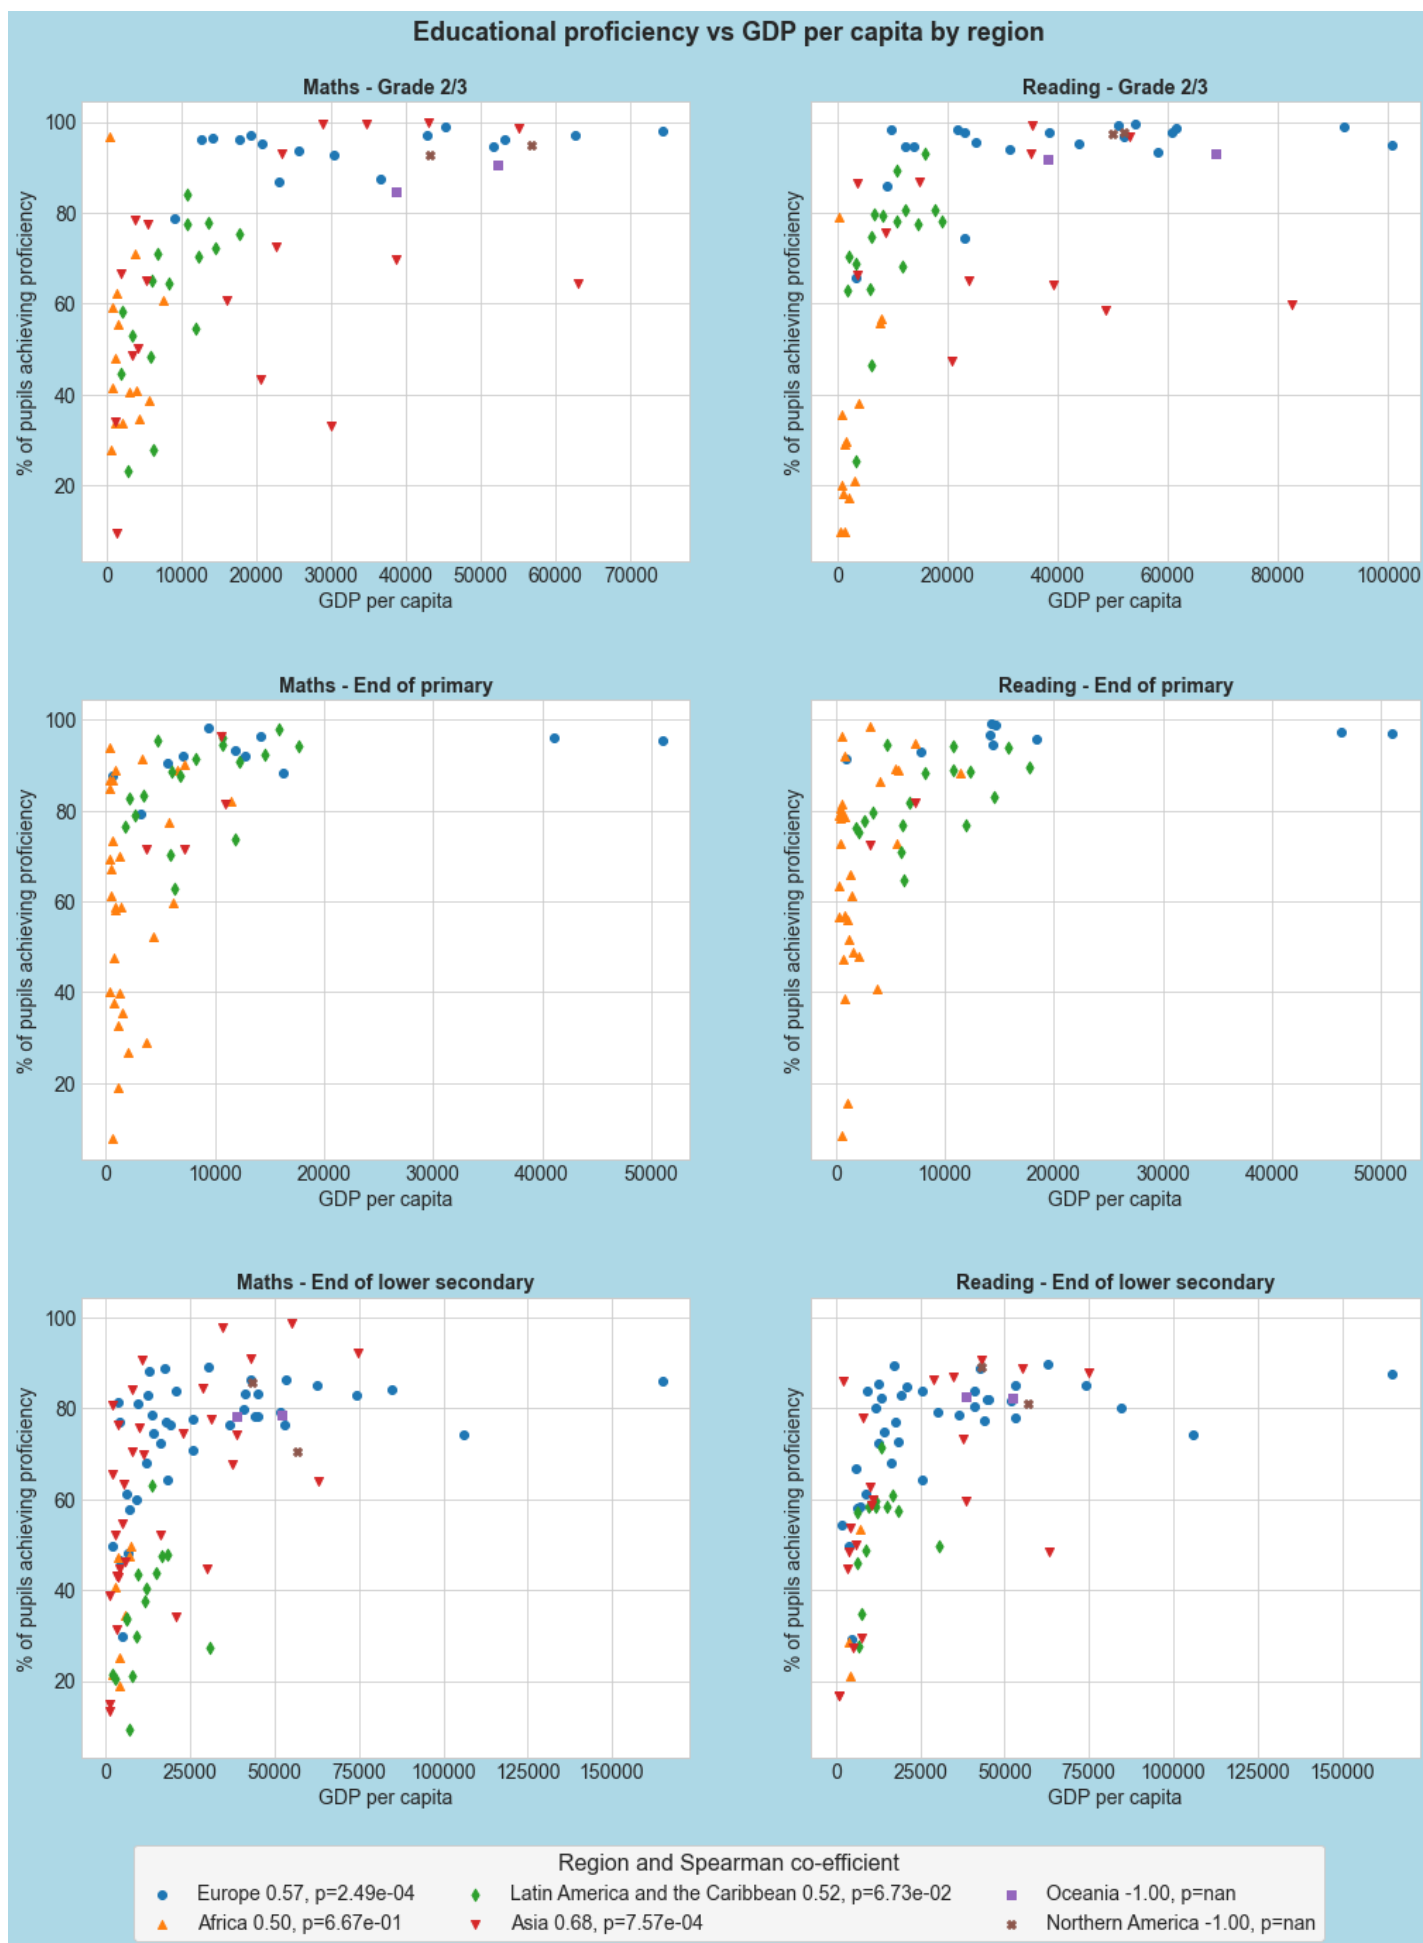 Educational proficiency vs GDP per capita by region
Maths - Grade 2/3
% of pupils achieving proficiency
100
80
60
40
20
0 10000 20000 30000 40000 50000 60000 70000
GDP per capita
Reading - Grade 2/3
% of pupils achieving proficiency
0 20000 40000 60000 80000 100000
GDP per capita
Maths - End of primary
% of pupils achieving proficiency
100
80
60
40
20
0 10000 20000 30000 40000 50000
GDP per capita
Reading - End of primary
% of pupils achieving proficiency
0 10000 20000 30000 40000 50000
GDP per capita
Maths - End of lower secondary
% of pupils achieving proficiency
100
80
60
40
20
0 25000 50000 75000 100000 125000 150000
GDP per capita
Reading - End of lower secondary
% of pupils achieving proficiency
0 25000 50000 75000 100000 125000 150000
GDP per capita
Region and Spearman co-efficient
Europe 0.57, p=2.49e-04
Africa 0.50, p=6.67e-01
Latin America and the Caribbean 0.52, p=6.73e-02
Asia 0.68, p=7.57e-04
Oceania -1.00, p=nan
Northern America -1.00, p=nan